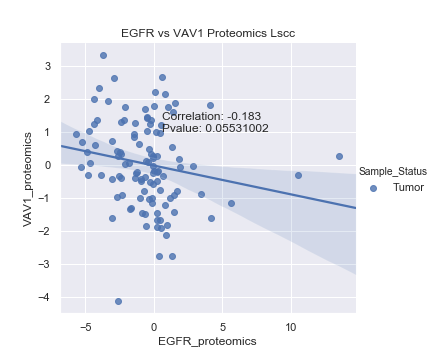 EGFR vs VAV1 Proteomics Lscc
3
2
1
0
−1
−2
−3
−4
VAV1_proteomics
Correlation: -0.183
Pvalue: 0.05531002
Sample_Status
Tumor
−5
0
5
10
EGFR_proteomics